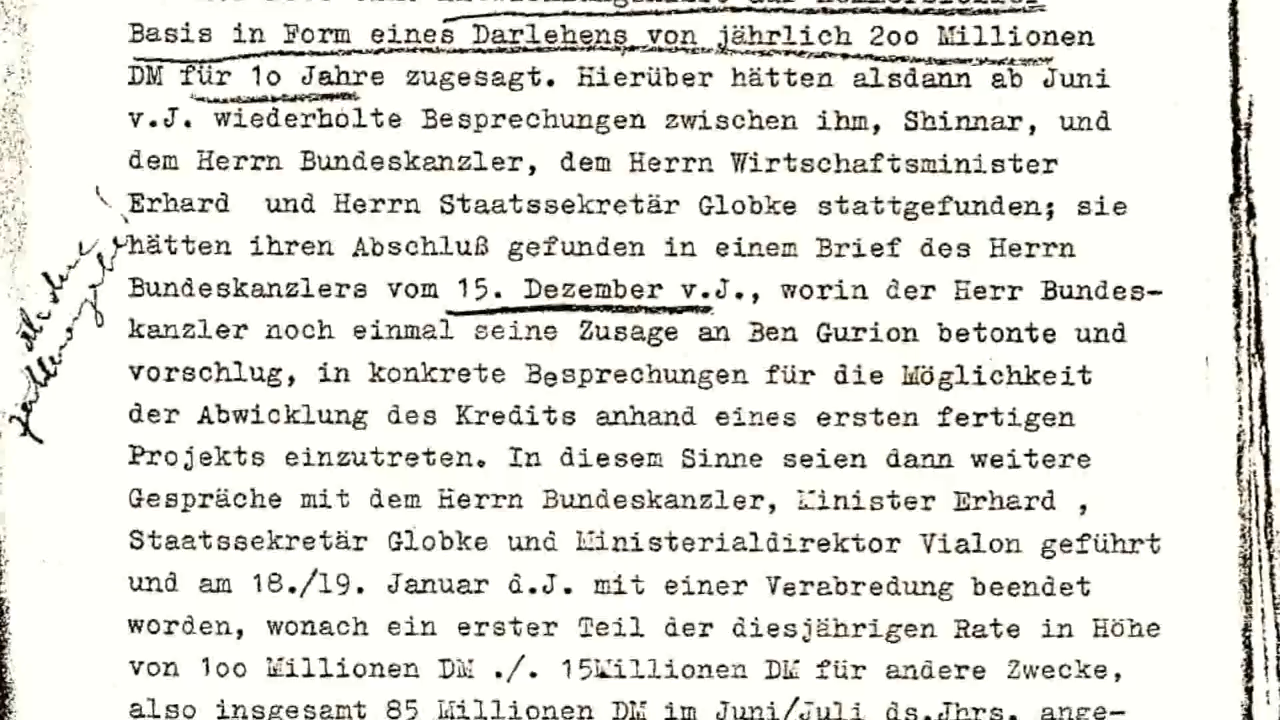 Basis in Form eines Darlehens von jährlich 2oo Millionen
DM für 1o Jahre zugesagt. Hierüber hätten alsdann ab Juni
v.J. wiederholte Besprechungen zwischen ihm, Shinnar, und
dem Herrn Bundeskanzler, dem Herrn Wirtschaftsminister
Erhard und Herrn Staatssekretär Globke stattgefunden; sie
hätten ihren Abschluß gefunden in einem Brief des Herrn
Bundeskanzlers vom 15. Dezember v.J., worin der Herr Bundes-
kanzler noch einmal seine Zusage an Ben Gurion betonte und
vorschlug, in konkrete Besprechungen für die Möglichkeit
der Abwicklung des Kredits anhand eines ersten fertigen
Projekts einzutreten. In diesem Sinne seien dann weitere
Gespräche mit dem Herrn Bundeskanzler, Minister Erhard ,
Staatssekretär Globke und Ministerialdirektor Vialon geführt
und am 18./19. Januar d.J. mit einer Verabredung beendet
worden, wonach ein erster Teil der diesjährigen Rate in Höhe
von 1oo Millionen DM ./. 15Millionen DM für andere Zwecke,
also insgesamt 85 Millionen DM im Juni/Juli ds.Jhrs. ange-